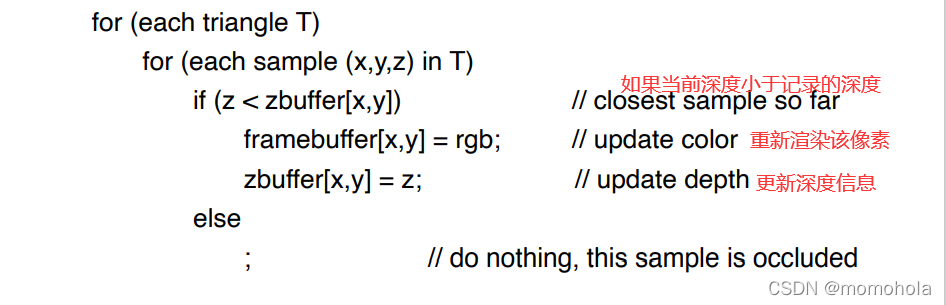 for (each triangle T)
for (each sample (x,y,z) in T)
如果当前深度小于记录的深度
if (z < zbuffer[x,y]) // closest sample so far
framebuffer[x,y] = rgb; // update color 重新渲染该像素
zbuffer[x,y] = z; // update depth 更新深度信息
else
; // do nothing, this sample is occluded
CSDN @momohola